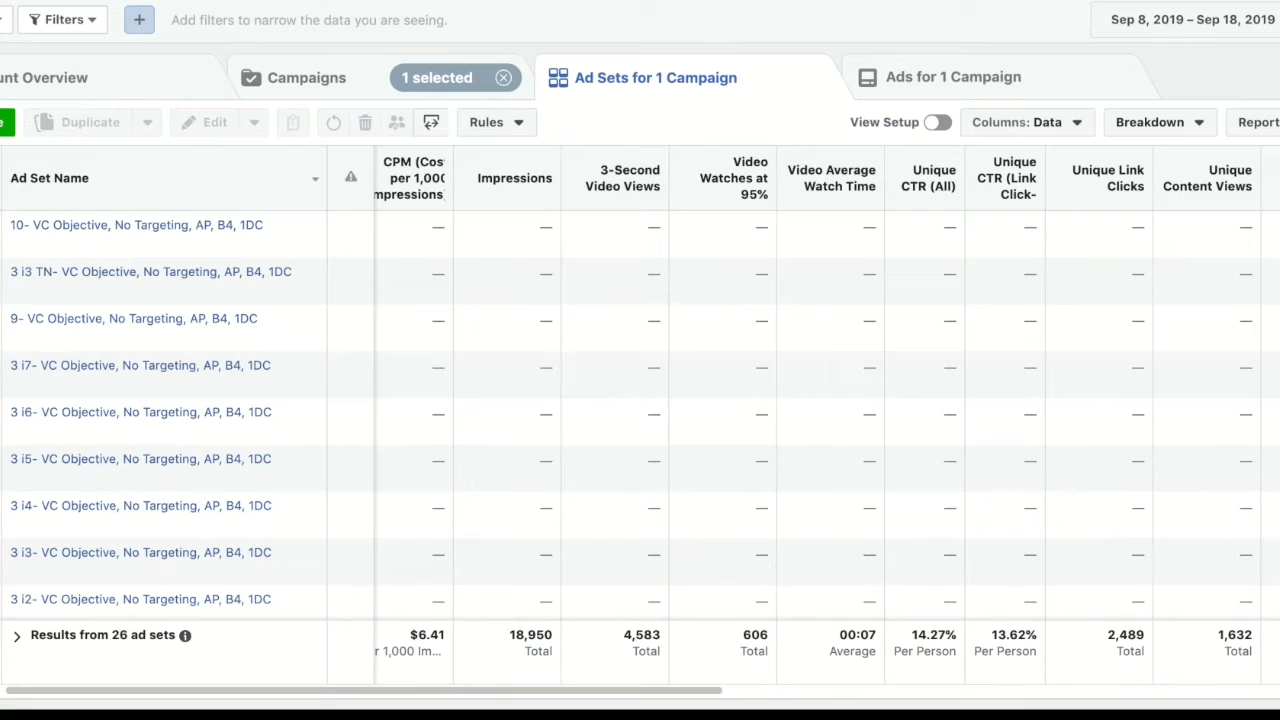 Filters
Add filters to narrow the data you are seeing.
Sep 8, 2019 – Sep 18, 2019
unt Overview
Campaigns
1 selected
Ad Sets for 1 Campaign
Ads for 1 Campaign
e
Duplicate
Edit
Rules
View Setup
Columns: Data
Breakdown
Report
Ad Set Name
CPM (Cost
per 1,000
mpressions
Impressions
3-Second
Video Views
Video
Watches at
95%
Video Average
Watch Time
Unique
CTR (All)
Unique
CTR (Link
Click-
Unique Link
Clicks
Unique
Content Views
10- VC Objective, No Targeting, AP, B4, 1DC
— — — — — — — — —
3 i3 TN- VC Objective, No Targeting, AP, B4, 1DC
— — — — — — — — —
9- VC Objective, No Targeting, AP, B4, 1DC
— — — — — — — — —
3 i7- VC Objective, No Targeting, AP, B4, 1DC
— — — — — — — — —
3 i6- VC Objective, No Targeting, AP, B4, 1DC
— — — — — — — — —
3 i5- VC Objective, No Targeting, AP, B4, 1DC
— — — — — — — — —
3 i4- VC Objective, No Targeting, AP, B4, 1DC
— — — — — — — — —
3 i3- VC Objective, No Targeting, AP, B4, 1DC
— — — — — — — — —
3 i2- VC Objective, No Targeting, AP, B4, 1DC
— — — — — — — — —
Results from 26 ad sets
$6.41 18,950 4,583 606 00:07 14.27% 13.62% 2,489 1,632
r 1,000 Im... Total Total Total Average Per Person Per Person Total Total